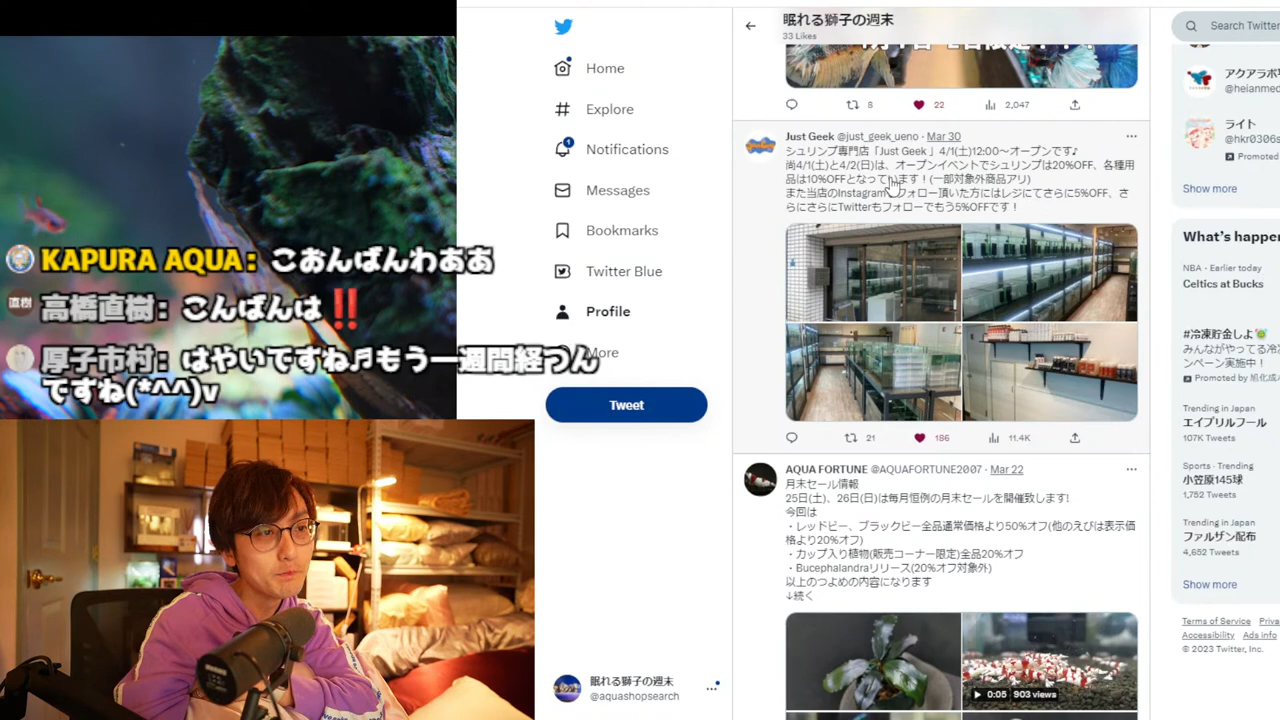 KAPURA AQUA: こおんばんわああ
直樹 高橋直樹: こんばんは‼
厚子市村: はやいですね♬もう一週間経つん
ですね(*^^)v
Home
Explore
1
Notifications
Messages
Bookmarks
Twitter Blue
Profile
More
Tweet
眠れる獅子の週末
@aquashopsearch
眠れる獅子の週末
33 Likes
8 22 2,047
Just Geek @just_geek_ueno · Mar 30
シュリンプ専門店「Just Geek 」4/1(土)12:00〜オープンです♪
尚4/1(土)と4/2(日)は、オープンイベントでシュリンプは20%OFF、各種用
品は10%OFFとなっています！(一部対象外商品アリ)
また当店のInstagramフォロー頂いた方にはレジにてさらに5%OFF、さ
らにさらにTwitterもフォローでもう5%OFFです！
21 186 11.4K
AQUA FORTUNE @AQUAFORTUNE2007 · Mar 22
月末セール情報
25日(土)、26日(日)は毎月恒例の月末セールを開催致します!
今回は
・レッドビー、ブラックビー全品通常価格より50%オフ(他のえびは表示価
格より20%オフ)
・カップ入り植物(販売コーナー限定)全品20%オフ
・Bucephalandraリリース(20%オフ対象外)
以上のつよめの内容になります
↓続く
0:05 903 views
Search Twitter
アクアラボ
@heianmed
ライト
@hkr0306s
Promoted
Show more
What's happe
NBA · Earlier today
Celtics at Bucks
#冷凍貯金しよ
みんながやってる冷
ンペーン実施中！
Promoted by 旭化成
Trending in Japan
エイプリルフール
107K Tweets
Sports · Trending
小笠原145球
1,752 Tweets
Trending in Japan
ファルザン配布
4,652 Tweets
Show more
Terms of Service Priva
Accessibility Ads info
© 2023 Twitter, Inc.